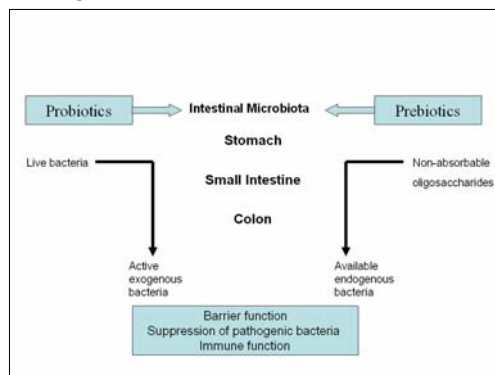 Probiotics
Intestinal Microbiota
Prebiotics
Stomach
Live bacteria
Non-absorbable
oligosaccharides
Small Intestine
Colon
Active
exogenous
bacteria
Available
endogenous
bacteria
Barrier function
Suppression of pathogenic bacteria
Immune function